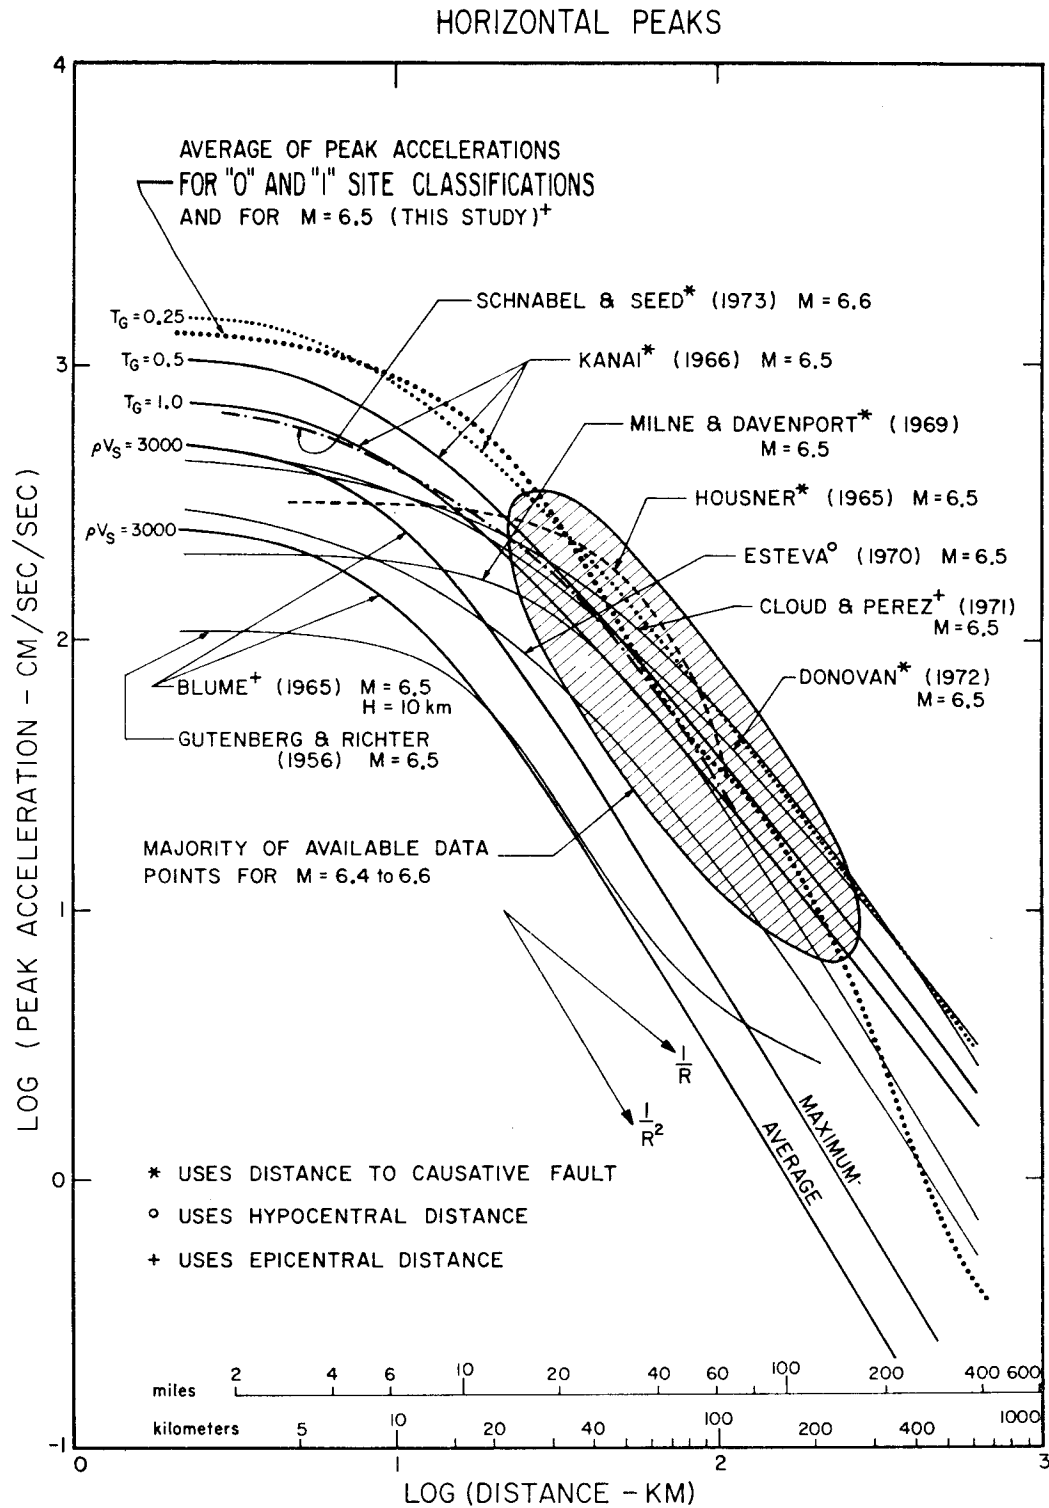 HORIZONTAL PEAKS
4
AVERAGE OF PEAK ACCELERATIONS
FOR "0" AND "1" SITE CLASSIFICATIONS
AND FOR M = 6.5 (THIS STUDY)+
SCHNABEL & SEED* (1973) M = 6.6
TG = 0.25
3
TG = 0.5
KANAI* (1966) M = 6.5
TG = 1.0
MILNE & DAVENPORT* (1969)
M = 6.5
ρVS = 3000
HOUSNER* (1965) M = 6.5
ρVS = 3000
ESTEVA° (1970) M = 6.5
CLOUD & PEREZ+ (1971)
M = 6.5
2
DONOVAN* (1972)
M = 6.5
BLUME+ (1965) M = 6.5
H = 10 km
GUTENBERG & RICHTER
(1956) M = 6.5
MAJORITY OF AVAILABLE DATA
POINTS FOR M = 6.4 to 6.6
1
1/R
1/R2
MAXIMUM
AVERAGE
* USES DISTANCE TO CAUSATIVE FAULT
0
° USES HYPOCENTRAL DISTANCE
+ USES EPICENTRAL DISTANCE
miles 2 4 6 10 20 40 60 100 200 400 600
kilometers 5 10 20 40 100 200 400 1000
-1
0 1 2 3
LOG (DISTANCE - KM)
LOG (PEAK ACCELERATION - CM/SEC/SEC)